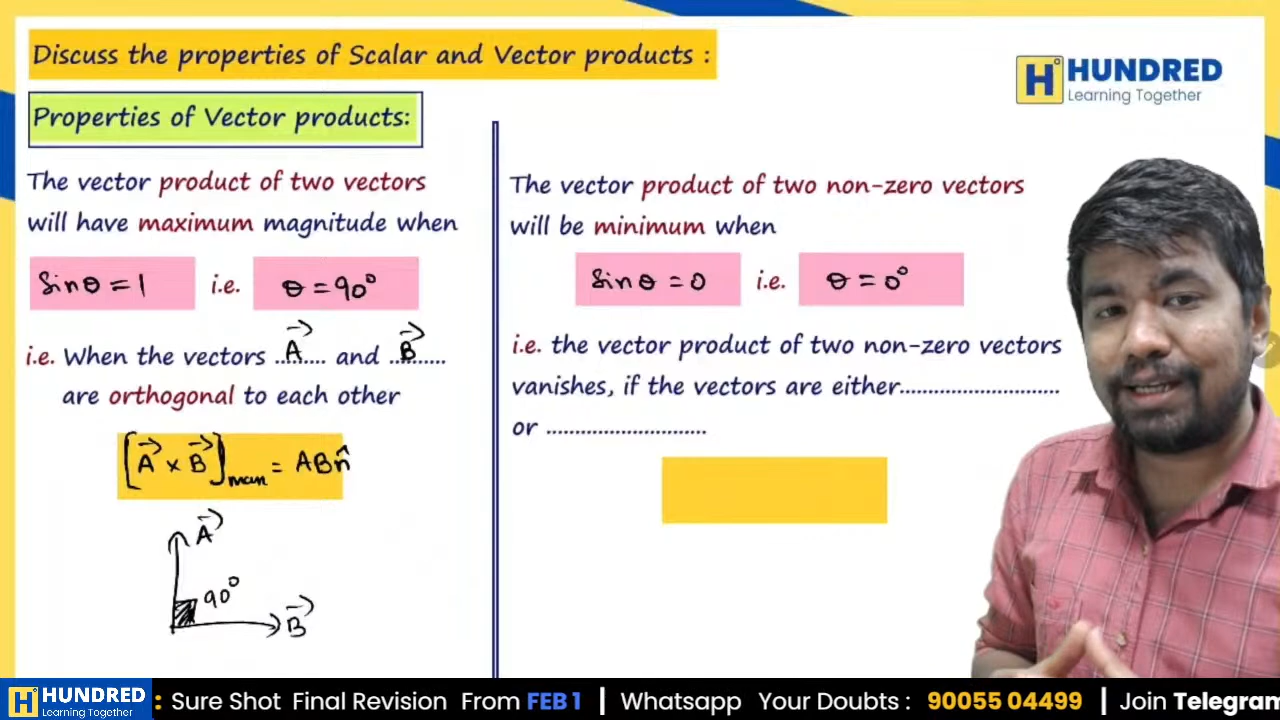 Discuss the properties of Scalar and Vector products :
H° HUNDRED
Learning Together
Properties of Vector products:
The vector product of two vectors
will have maximum magnitude when
sinθ = 1 i.e. θ = 90°
i.e. When the vectors ...A⃗..... and ..B⃗........
are orthogonal to each other
[A⃗ × B⃗]max = ABn̂
A⃗
90°
B⃗
The vector product of two non-zero vectors
will be minimum when
sinθ = 0 i.e. θ = 0°
i.e. the vector product of two non-zero vectors
vanishes, if the vectors are either.............................
or .............................
H° HUNDRED
Learning Together
: Sure Shot Final Revision From FEB 1 | Whatsapp Your Doubts : 90055 04499 | Join Telegran